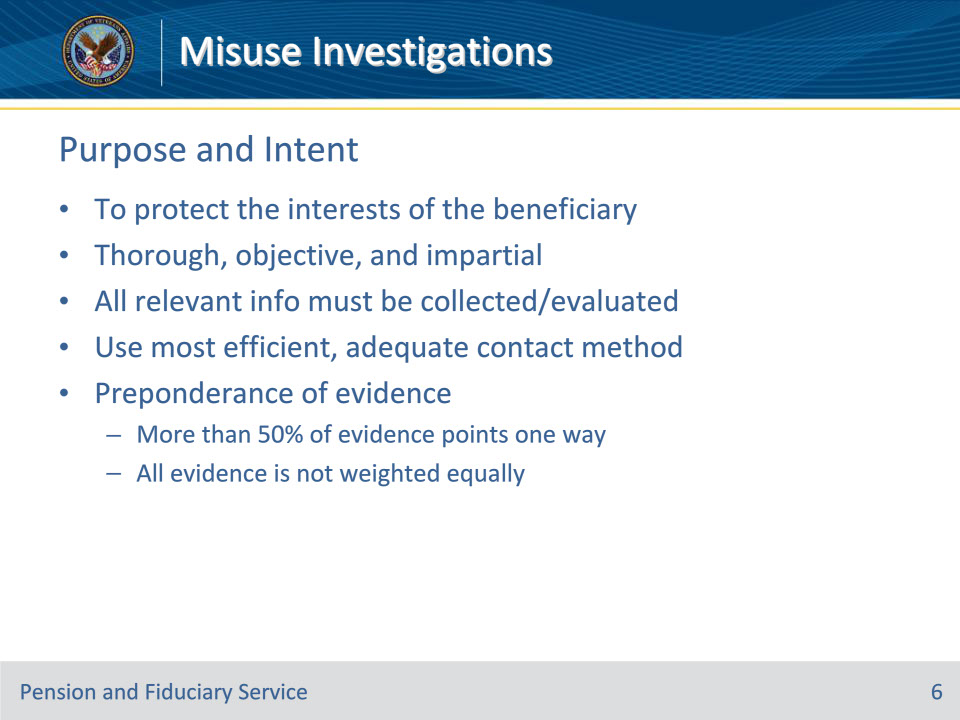 Misuse Investigations
Purpose and Intent
• To protect the interests of the beneficiary
• Thorough, objective, and impartial
• All relevant info must be collected/evaluated
• Use most efficient, adequate contact method
• Preponderance of evidence
– More than 50% of evidence points one way
– All evidence is not weighted equally
Pension and Fiduciary Service
6